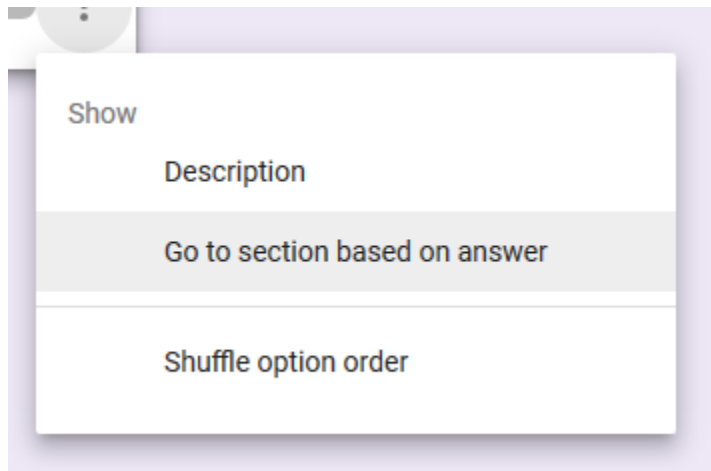 Show
Description
Go to section based on answer
Shuffle option order